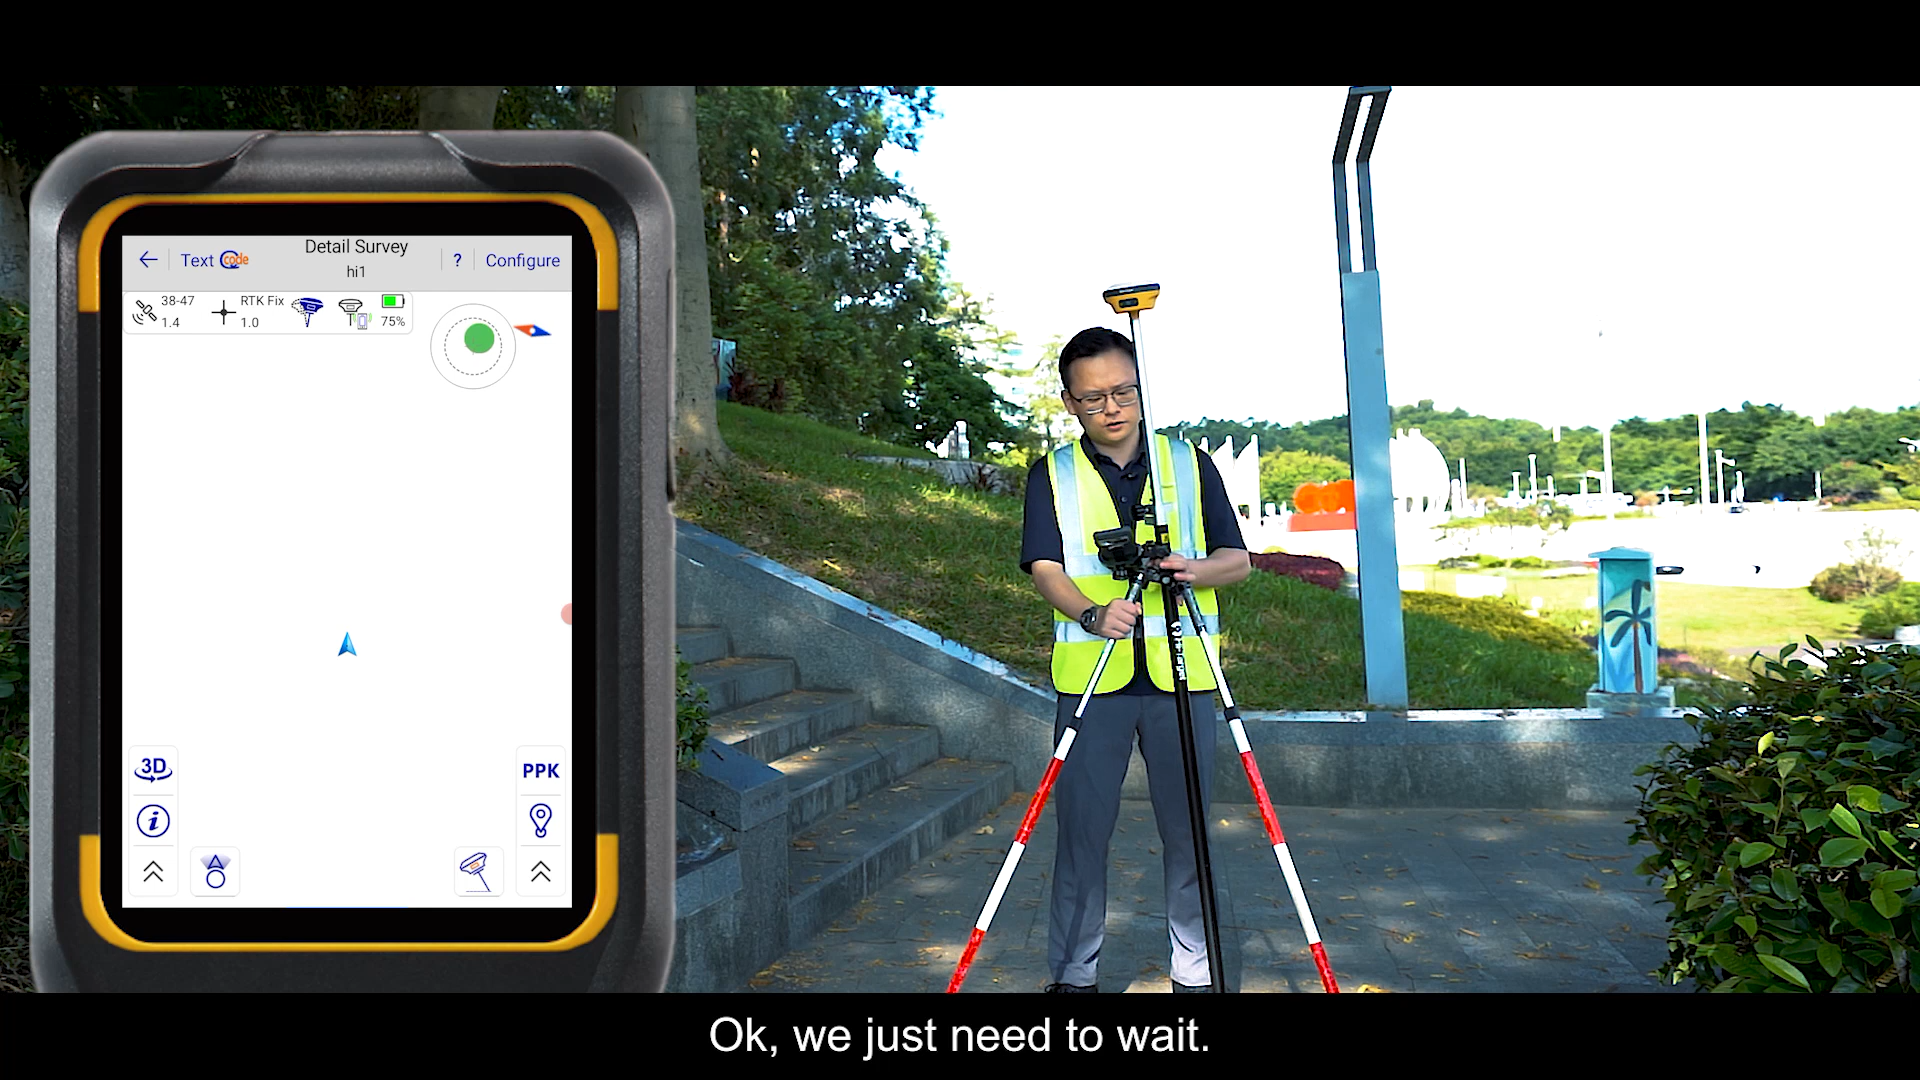 Text code
Detail Survey
hi1
?
Configure
38-47
1.4
RTK Fix
1.0
75%
3D
PPK
i
Ok, we just need to wait.